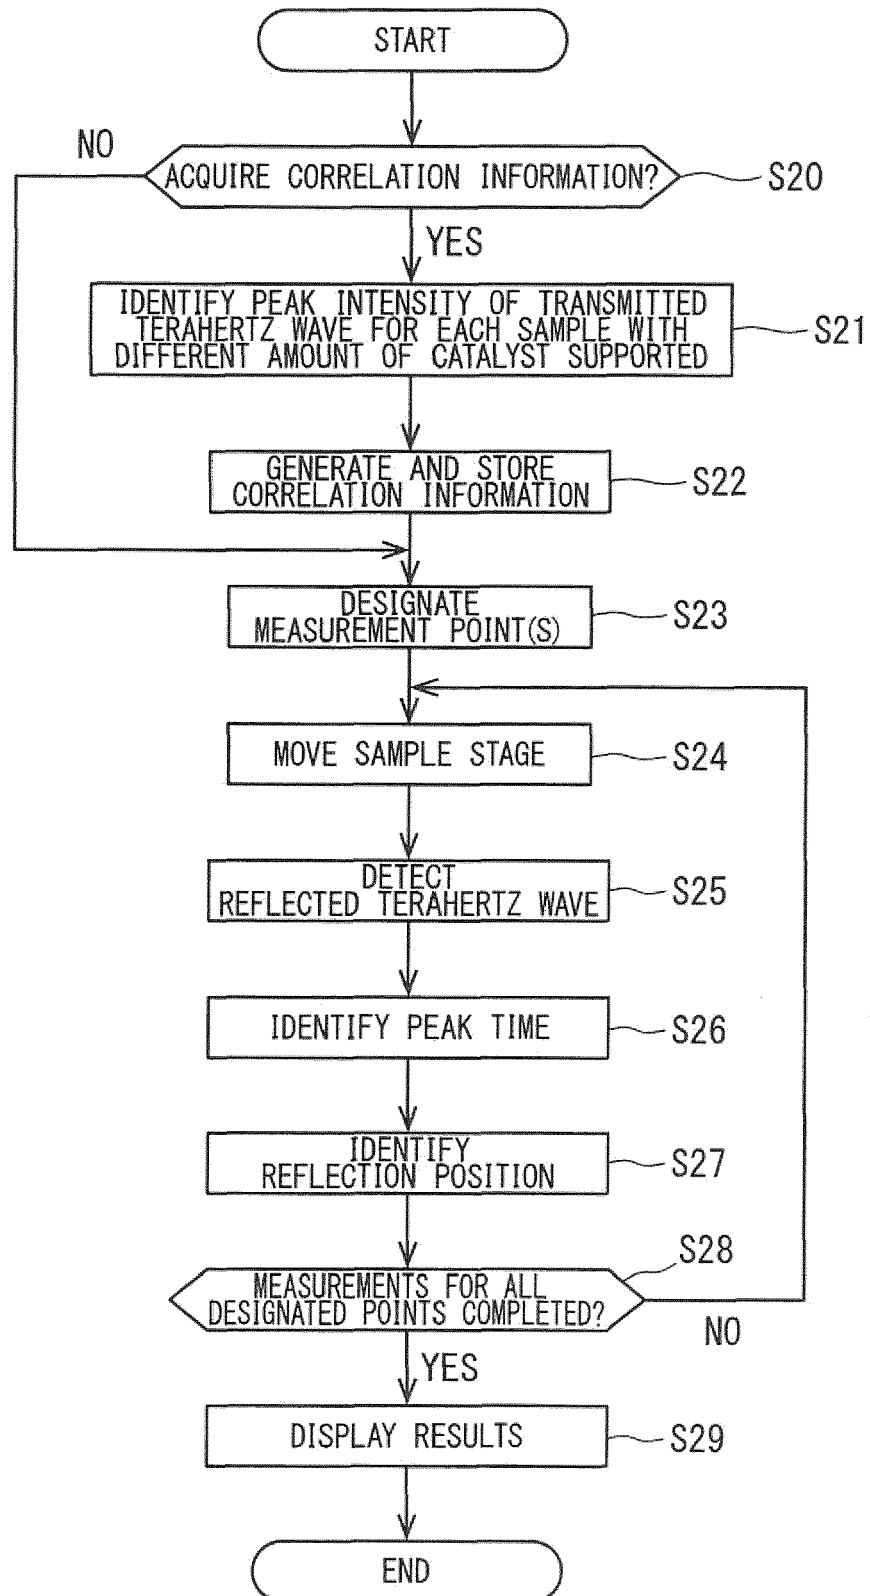 START
NO
ACQUIRE CORRELATION INFORMATION?
S20
YES
IDENTIFY PEAK INTENSITY OF TRANSMITTED
TERAHERTZ WAVE FOR EACH SAMPLE WITH
DIFFERENT AMOUNT OF CATALYST SUPPORTED
S21
GENERATE AND STORE
CORRELATION INFORMATION
S22
DESIGNATE
MEASUREMENT POINT(S)
S23
MOVE SAMPLE STAGE
S24
DETECT
REFLECTED TERAHERTZ WAVE
S25
IDENTIFY PEAK TIME
S26
IDENTIFY
REFLECTION POSITION
S27
S28
MEASUREMENTS FOR ALL
DESIGNATED POINTS COMPLETED?
NO
YES
DISPLAY RESULTS
S29
END